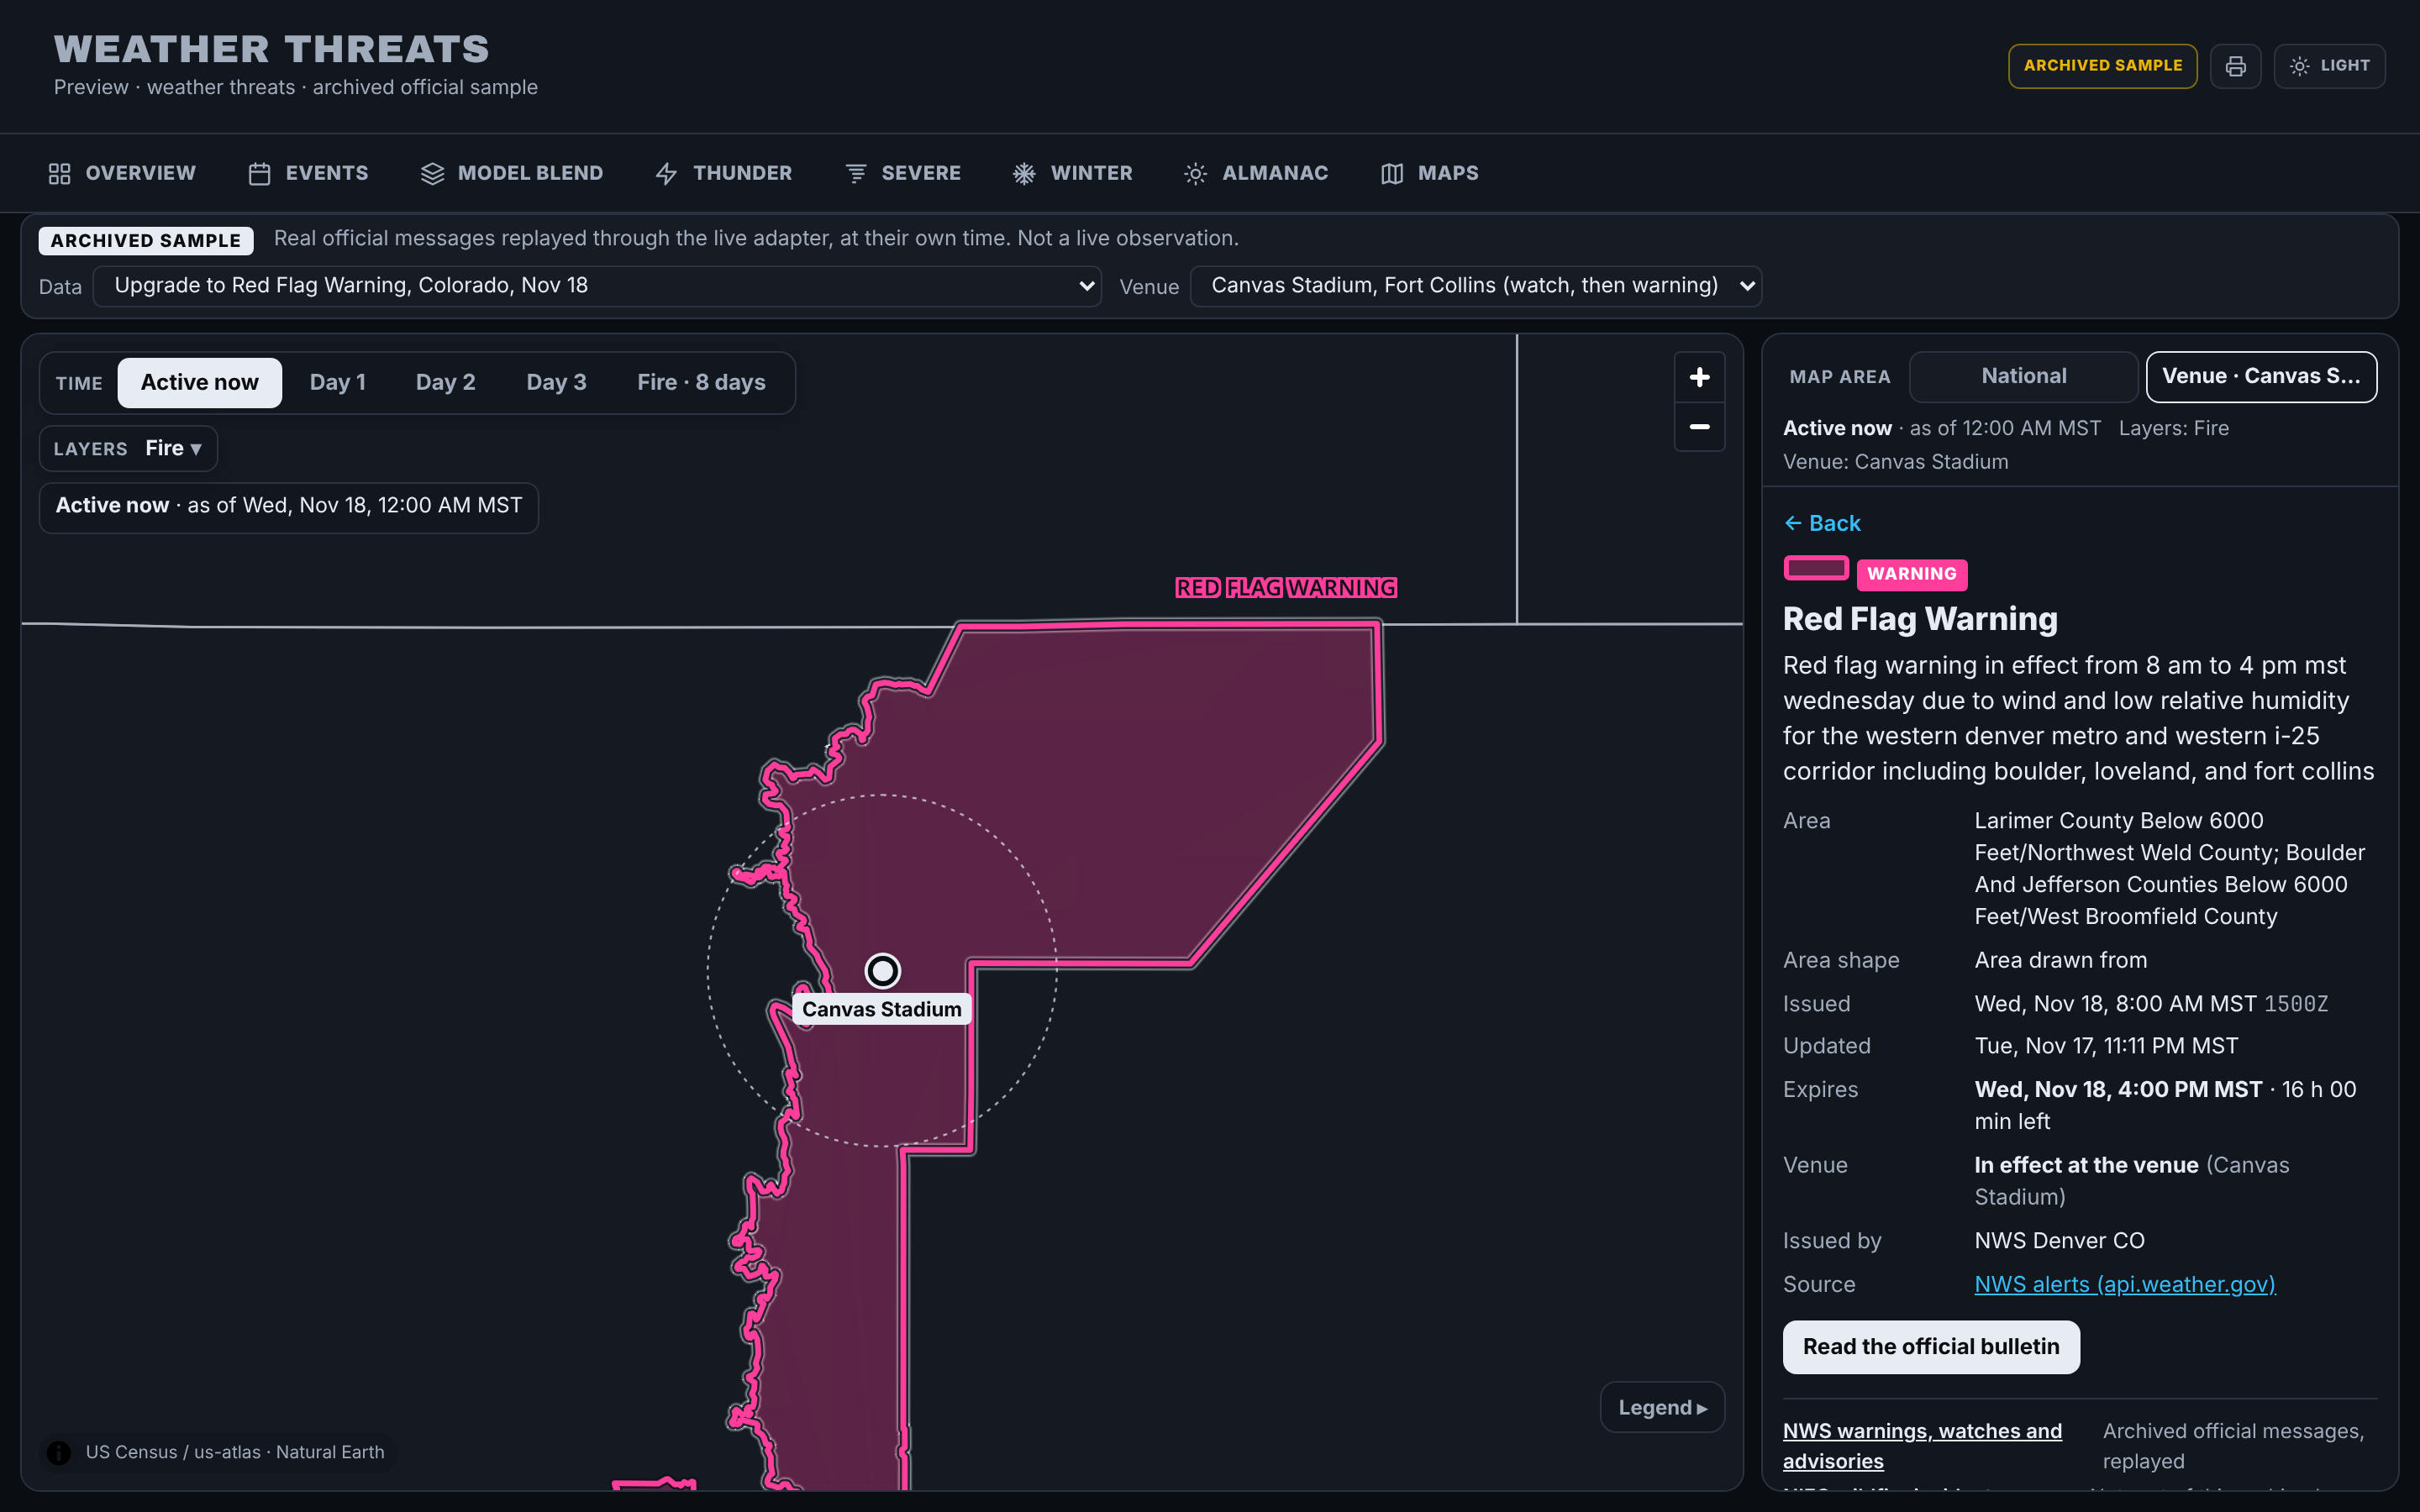 WEATHER THREATS
Preview · weather threats · archived official sample
ARCHIVED SAMPLE
LIGHT
OVERVIEW
EVENTS
MODEL BLEND
THUNDER
SEVERE
WINTER
ALMANAC
MAPS
ARCHIVED SAMPLE Real official messages replayed through the live adapter, at their own time. Not a live observation.
Data Upgrade to Red Flag Warning, Colorado, Nov 18 Venue Canvas Stadium, Fort Collins (watch, then warning)
TIME Active now Day 1 Day 2 Day 3 Fire · 8 days
LAYERS Fire ▾
Active now · as of Wed, Nov 18, 12:00 AM MST
+
−
RED FLAG WARNING
Canvas Stadium
Legend ▸
US Census / us-atlas · Natural Earth
MAP AREA National Venue · Canvas S...
Active now · as of 12:00 AM MST Layers: Fire
Venue: Canvas Stadium
← Back
WARNING
Red Flag Warning
Red flag warning in effect from 8 am to 4 pm mst
wednesday due to wind and low relative humidity
for the western denver metro and western i-25
corridor including boulder, loveland, and fort collins
Area Larimer County Below 6000
Feet/Northwest Weld County; Boulder
And Jefferson Counties Below 6000
Feet/West Broomfield County
Area shape Area drawn from
Issued Wed, Nov 18, 8:00 AM MST 1500Z
Updated Tue, Nov 17, 11:11 PM MST
Expires Wed, Nov 18, 4:00 PM MST · 16 h 00
min left
Venue In effect at the venue (Canvas
Stadium)
Issued by NWS Denver CO
Source NWS alerts (api.weather.gov)
Read the official bulletin
NWS warnings, watches and Archived official messages,
advisories replayed